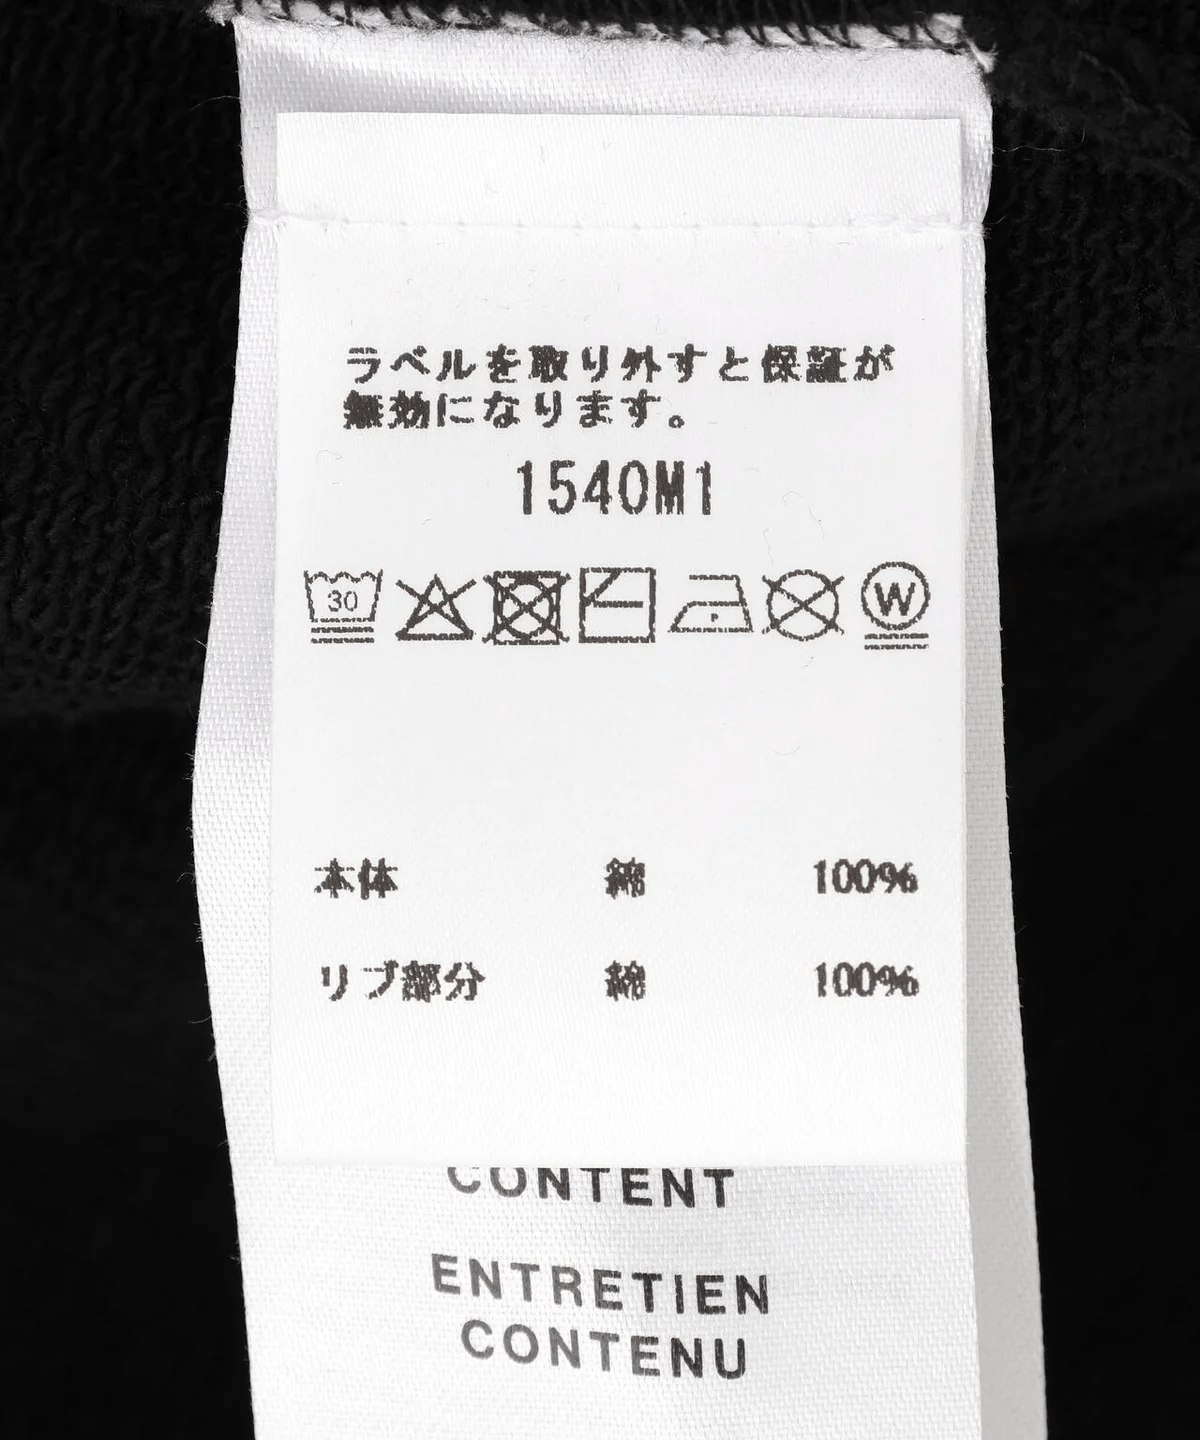 ラベルを取り外すと保証が
無効になります。
1540M1
30 W
本体 綿 100%
リブ部分 綿 100%
CONTENT
ENTRETIEN
CONTENU